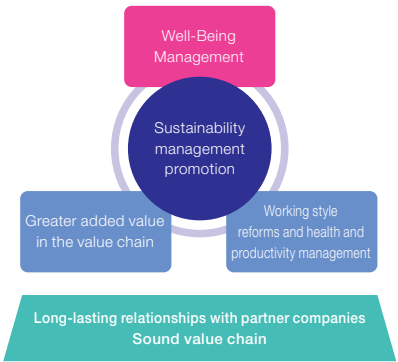 Well-Being
Management
Sustainability
management
promotion
Greater added value
in the value chain
Working style
reforms and health and
productivity management
Long-lasting relationships with partner companies
Sound value chain